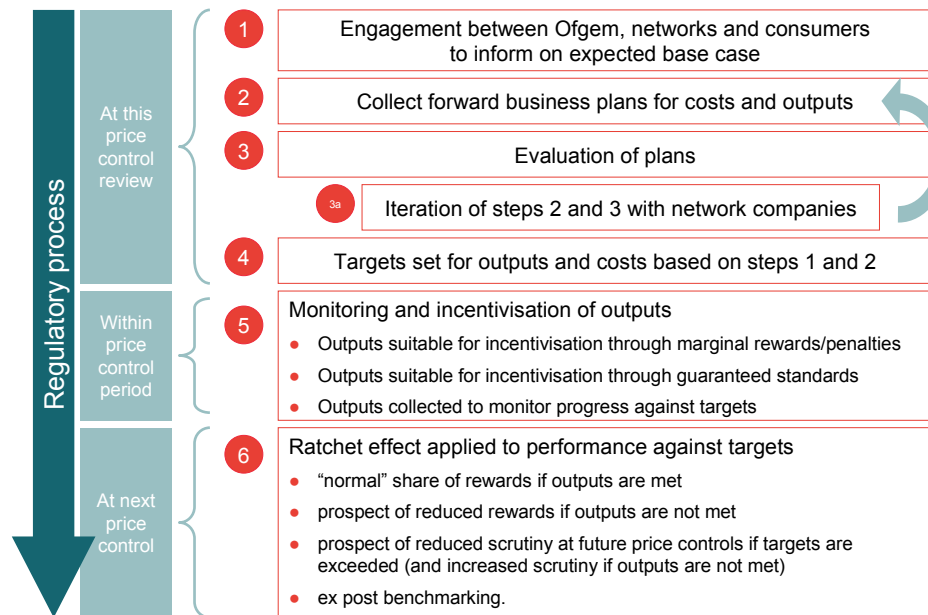 Regulatory process
At this
price
control
review
1
Engagement between Ofgem, networks and consumers
to inform on expected base case
2
Collect forward business plans for costs and outputs
3
Evaluation of plans
3a
Iteration of steps 2 and 3 with network companies
4
Targets set for outputs and costs based on steps 1 and 2
Within
price
control
period
5
Monitoring and incentivisation of outputs
• Outputs suitable for incentivisation through marginal rewards/penalties
• Outputs suitable for incentivisation through guaranteed standards
• Outputs collected to monitor progress against targets
At next
price
control
6
Ratchet effect applied to performance against targets
• “normal” share of rewards if outputs are met
• prospect of reduced rewards if outputs are not met
• prospect of reduced scrutiny at future price controls if targets are
exceeded (and increased scrutiny if outputs are not met)
• ex post benchmarking.